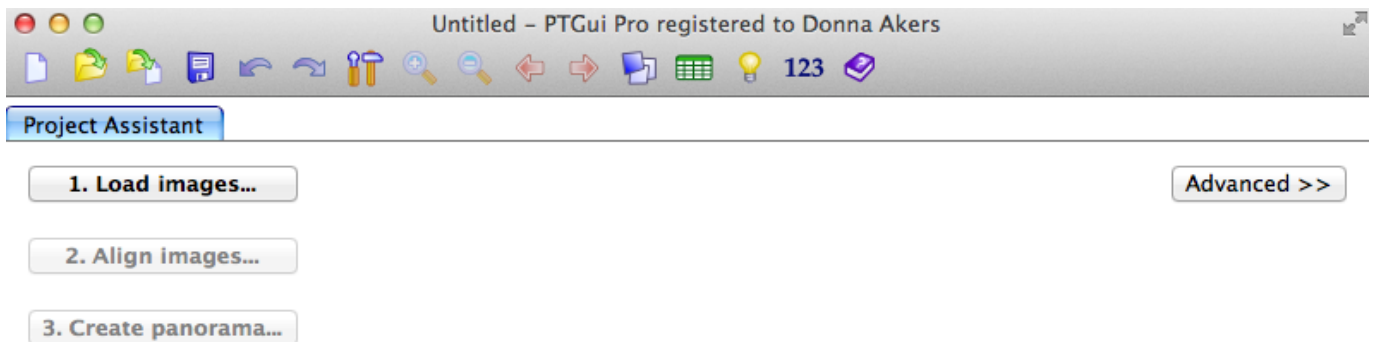 Untitled – PTGui Pro registered to Donna Akers
123
Project Assistant
1. Load images...
Advanced >>
2. Align images...
3. Create panorama...